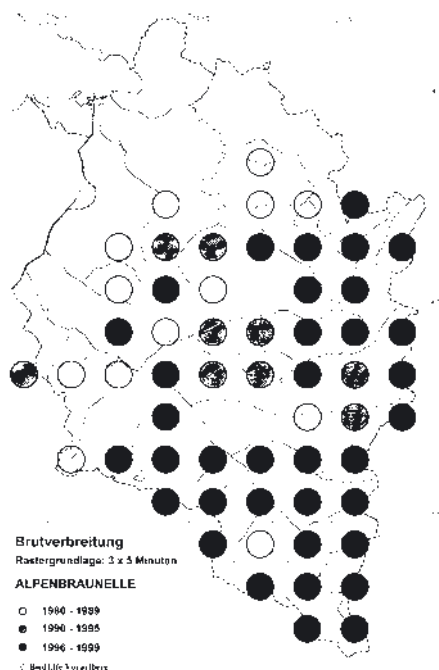 Brutverbreitung
Rastergrundlage: 3 x 5 Minuten
ALPENBRAUNELLE
1980 - 1989
1990 - 1995
1996 - 1999